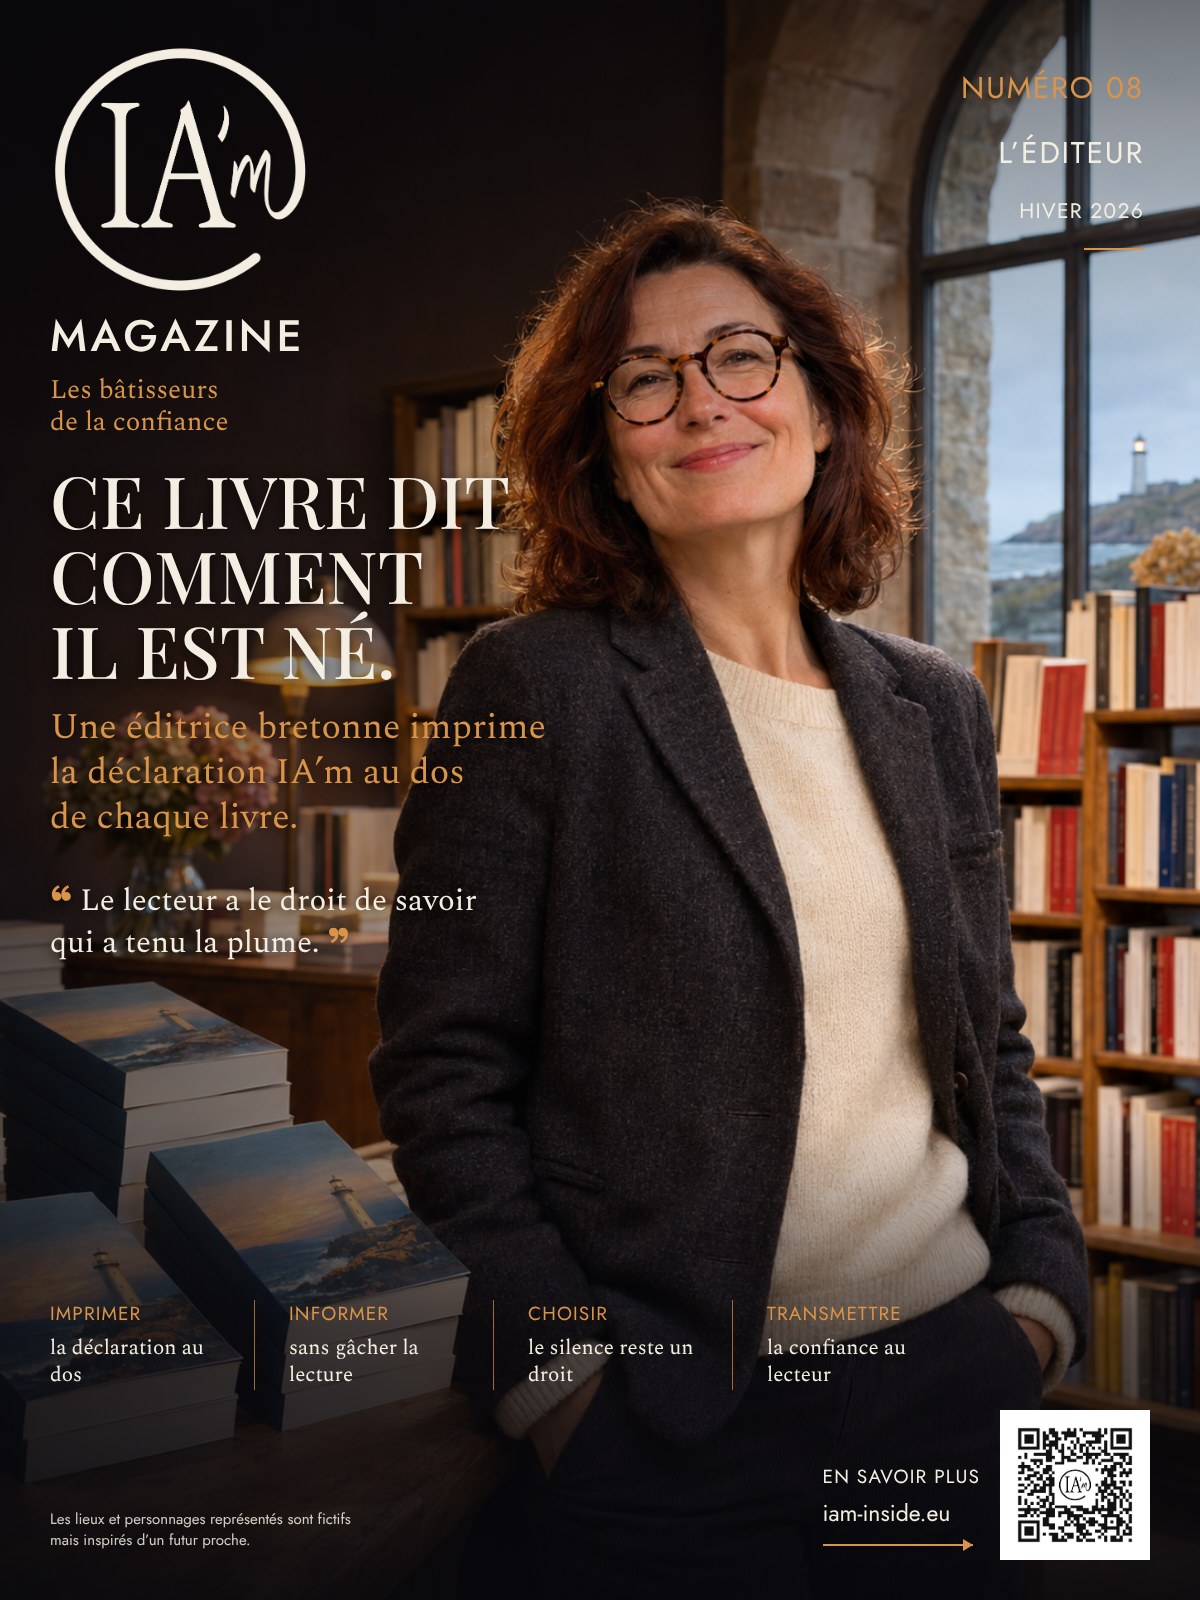 IA'm
MAGAZINE
Les bâtisseurs
de la confiance
NUMÉRO 08
L'ÉDITEUR
HIVER 2026
CE LIVRE DIT
COMMENT
IL EST NÉ.
Une éditrice bretonne imprime
la déclaration IA'm au dos
de chaque livre.
“ Le lecteur a le droit de savoir
qui a tenu la plume. ”
IMPRIMER
la déclaration au
dos
INFORMER
sans gâcher la
lecture
CHOISIR
le silence reste un
droit
TRANSMETTRE
la confiance au
lecteur
EN SAVOIR PLUS
iam-inside.eu
IA'm
Les lieux et personnages représentés sont fictifs
mais inspirés d'un futur proche.